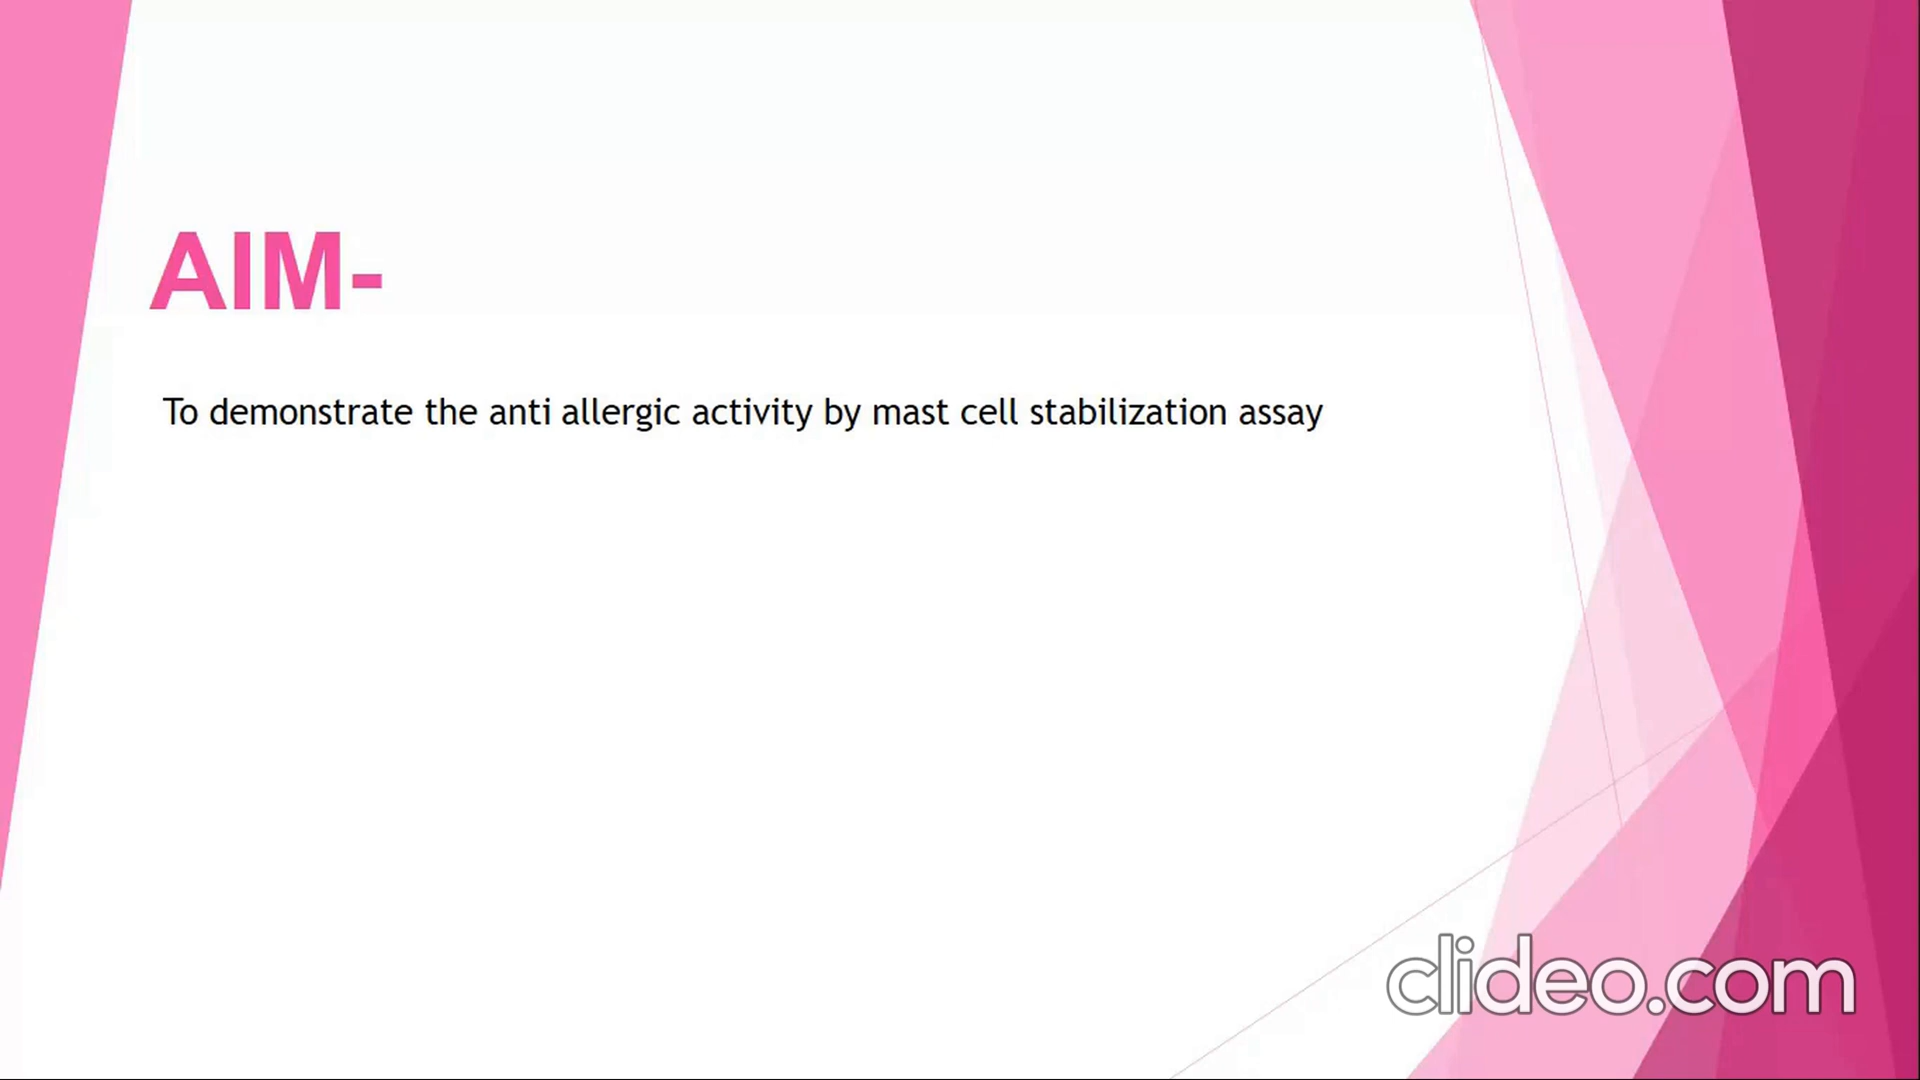 AIM-
To demonstrate the anti allergic activity by mast cell stabilization assay
clideo.com